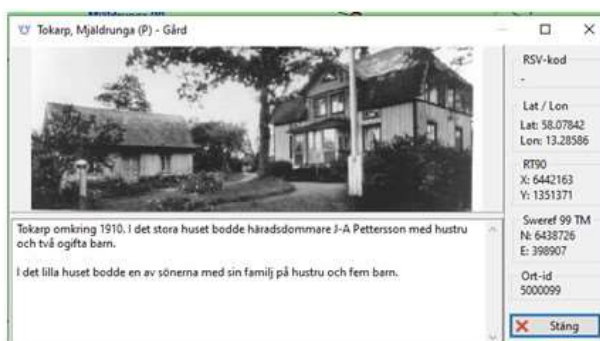 Tokarp, Mjäldrunga (P) - Gård
RSV-kod
-
Lat / Lon
Lat: 58.07842
Lon: 13.28586
RT90
X: 6442163
Y: 1351371
Sweref 99 TM
N: 6438726
E: 398907
Ort-id
5000099
Stäng
Tokarp omkring 1910. I det stora huset bodde häradsdommare J-A Pettersson med hustru
och två ogifta barn.
I det lilla huset bodde en av sönerna med sin familj på hustru och fem barn.